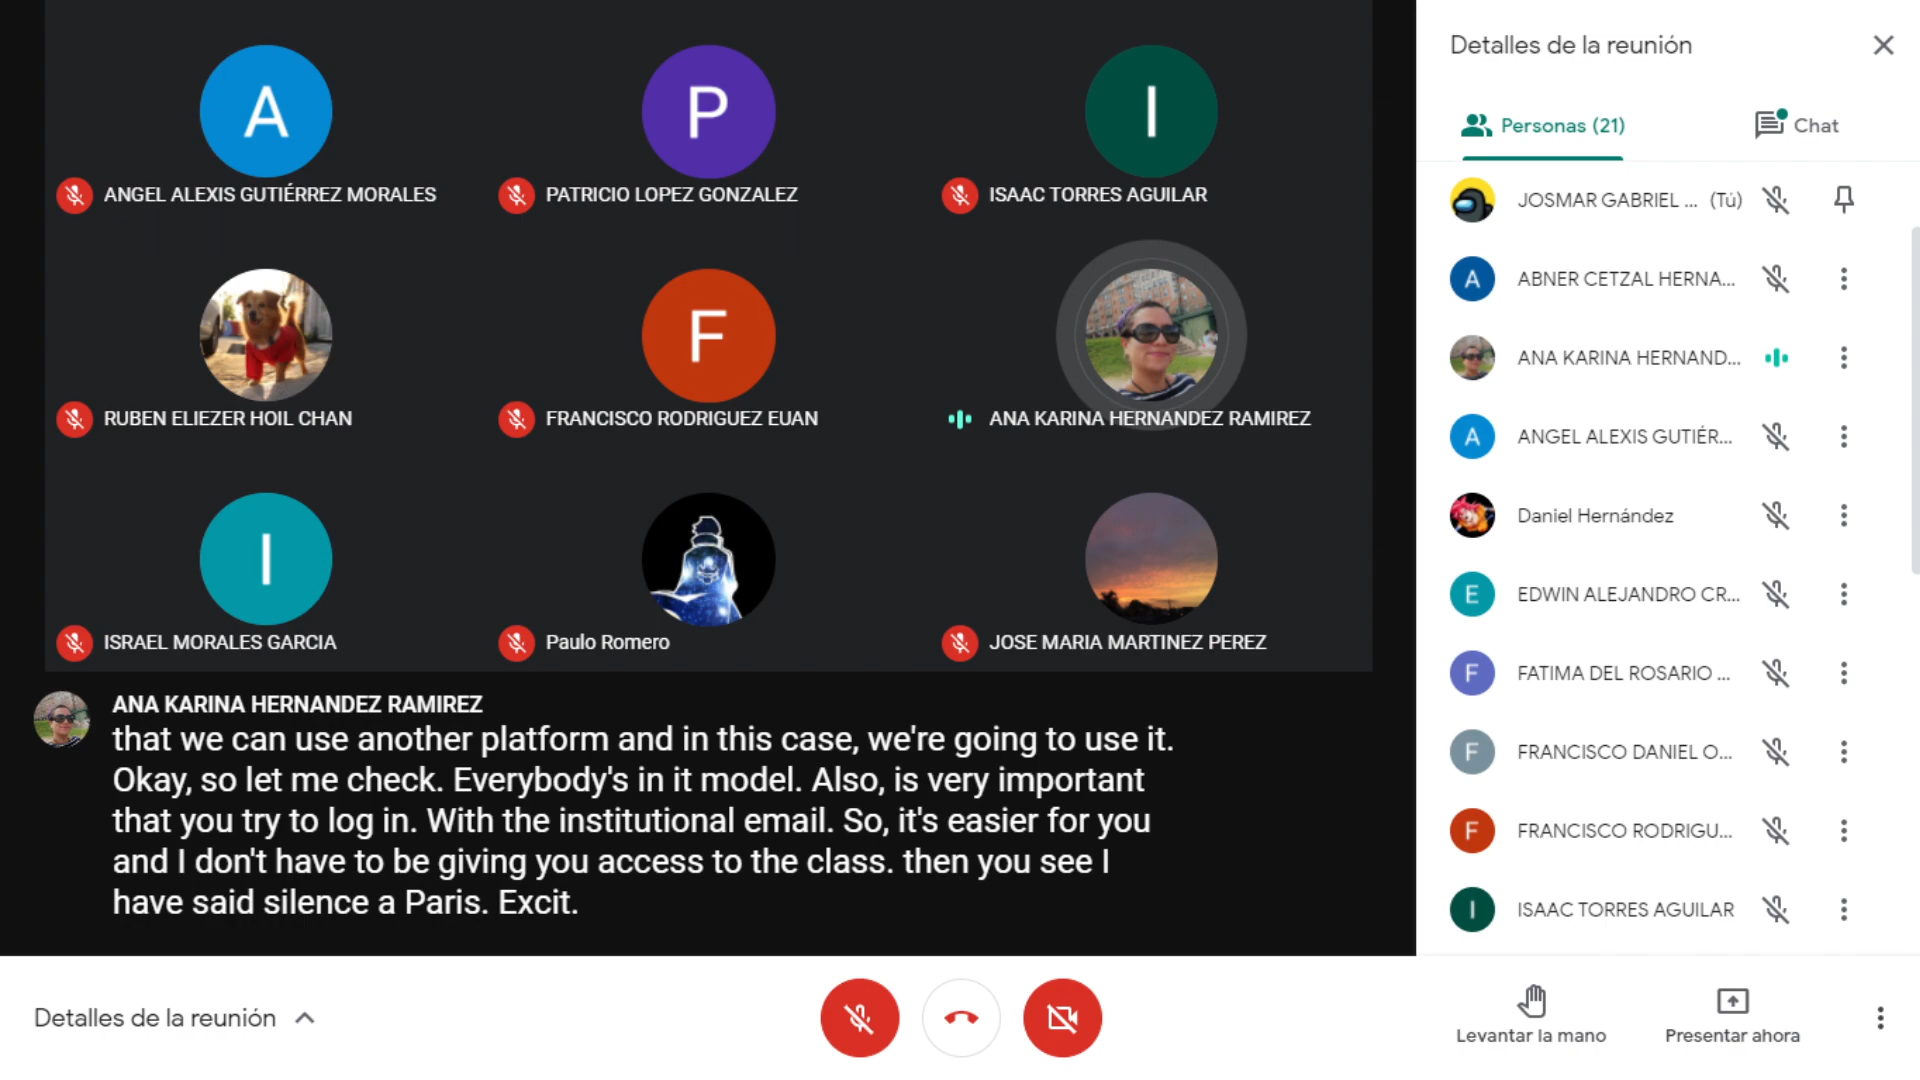 A
P
I
ANGEL ALEXIS GUTIÉRREZ MORALES
PATRICIO LOPEZ GONZALEZ
ISAAC TORRES AGUILAR
F
RUBEN ELIEZER HOIL CHAN
FRANCISCO RODRIGUEZ EUAN
ANA KARINA HERNANDEZ RAMIREZ
I
ISRAEL MORALES GARCIA
Paulo Romero
JOSE MARIA MARTINEZ PEREZ
ANA KARINA HERNANDEZ RAMIREZ
that we can use another platform and in this case, we're going to use it.
Okay, so let me check. Everybody's in it model. Also, is very important
that you try to log in. With the institutional email. So, it's easier for you
and I don't have to be giving you access to the class. then you see I
have said silence a Paris. Excit.
Detalles de la reunión
Personas (21)
Chat
JOSMAR GABRIEL ... (Tú)
A ABNER CETZAL HERNA...
ANA KARINA HERNAND...
A ANGEL ALEXIS GUTIÉR...
Daniel Hernández
E EDWIN ALEJANDRO CR...
F FATIMA DEL ROSARIO ...
F FRANCISCO DANIEL O...
F FRANCISCO RODRIGU...
I ISAAC TORRES AGUILAR
Detalles de la reunión
Levantar la mano
Presentar ahora